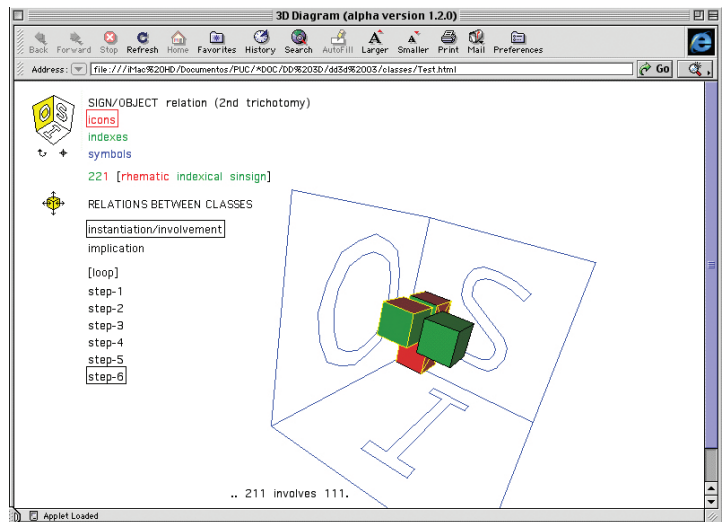 3D Diagram (alpha version 1.2.0)
Back Forward Stop Refresh Home Favorites History Search AutoFill Larger Smaller Print Mail Preferences
Address: file:///iMac%20HD/Documentos/PUC/*DOC/DD%203D/dd3d%2003/classes/Test.html Go
O S I
SIGN/OBJECT relation (2nd trichotomy)
icons
indexes
symbols
221 [rhematic indexical sinsign]
RELATIONS BETWEEN CLASSES
instantiation/involvement
implication
[loop]
step-1
step-2
step-3
step-4
step-5
step-6
O S
I
.. 211 involves 111.
Applet Loaded